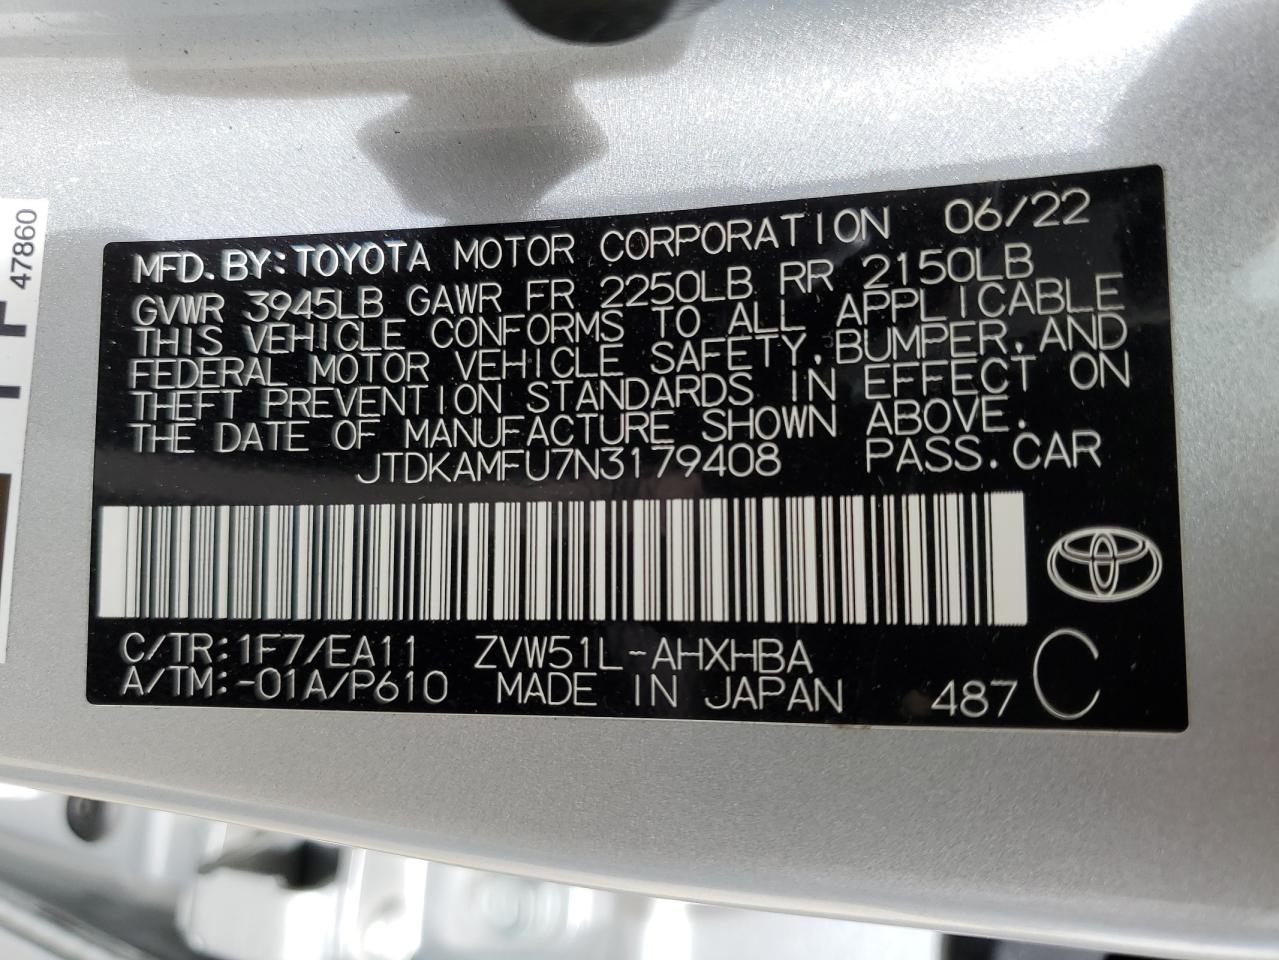 MFD. BY: TOYOTA MOTOR CORPORATION 06/22
GVWR 3945LB GAWR FR 2250LB RR 2150LB
THIS VEHICLE CONFORMS TO ALL APPLICABLE
FEDERAL MOTOR VEHICLE SAFETY, BUMPER, AND
THEFT PREVENTION STANDARDS IN EFFECT ON
THE DATE OF MANUFACTURE SHOWN ABOVE.
JTDKAMFU7N3179408 PASS. CAR
C/TR: 1F7/EA11 ZVW51L-AHXHBA
A/TM: -01A/P610 MADE IN JAPAN 487 C
47860